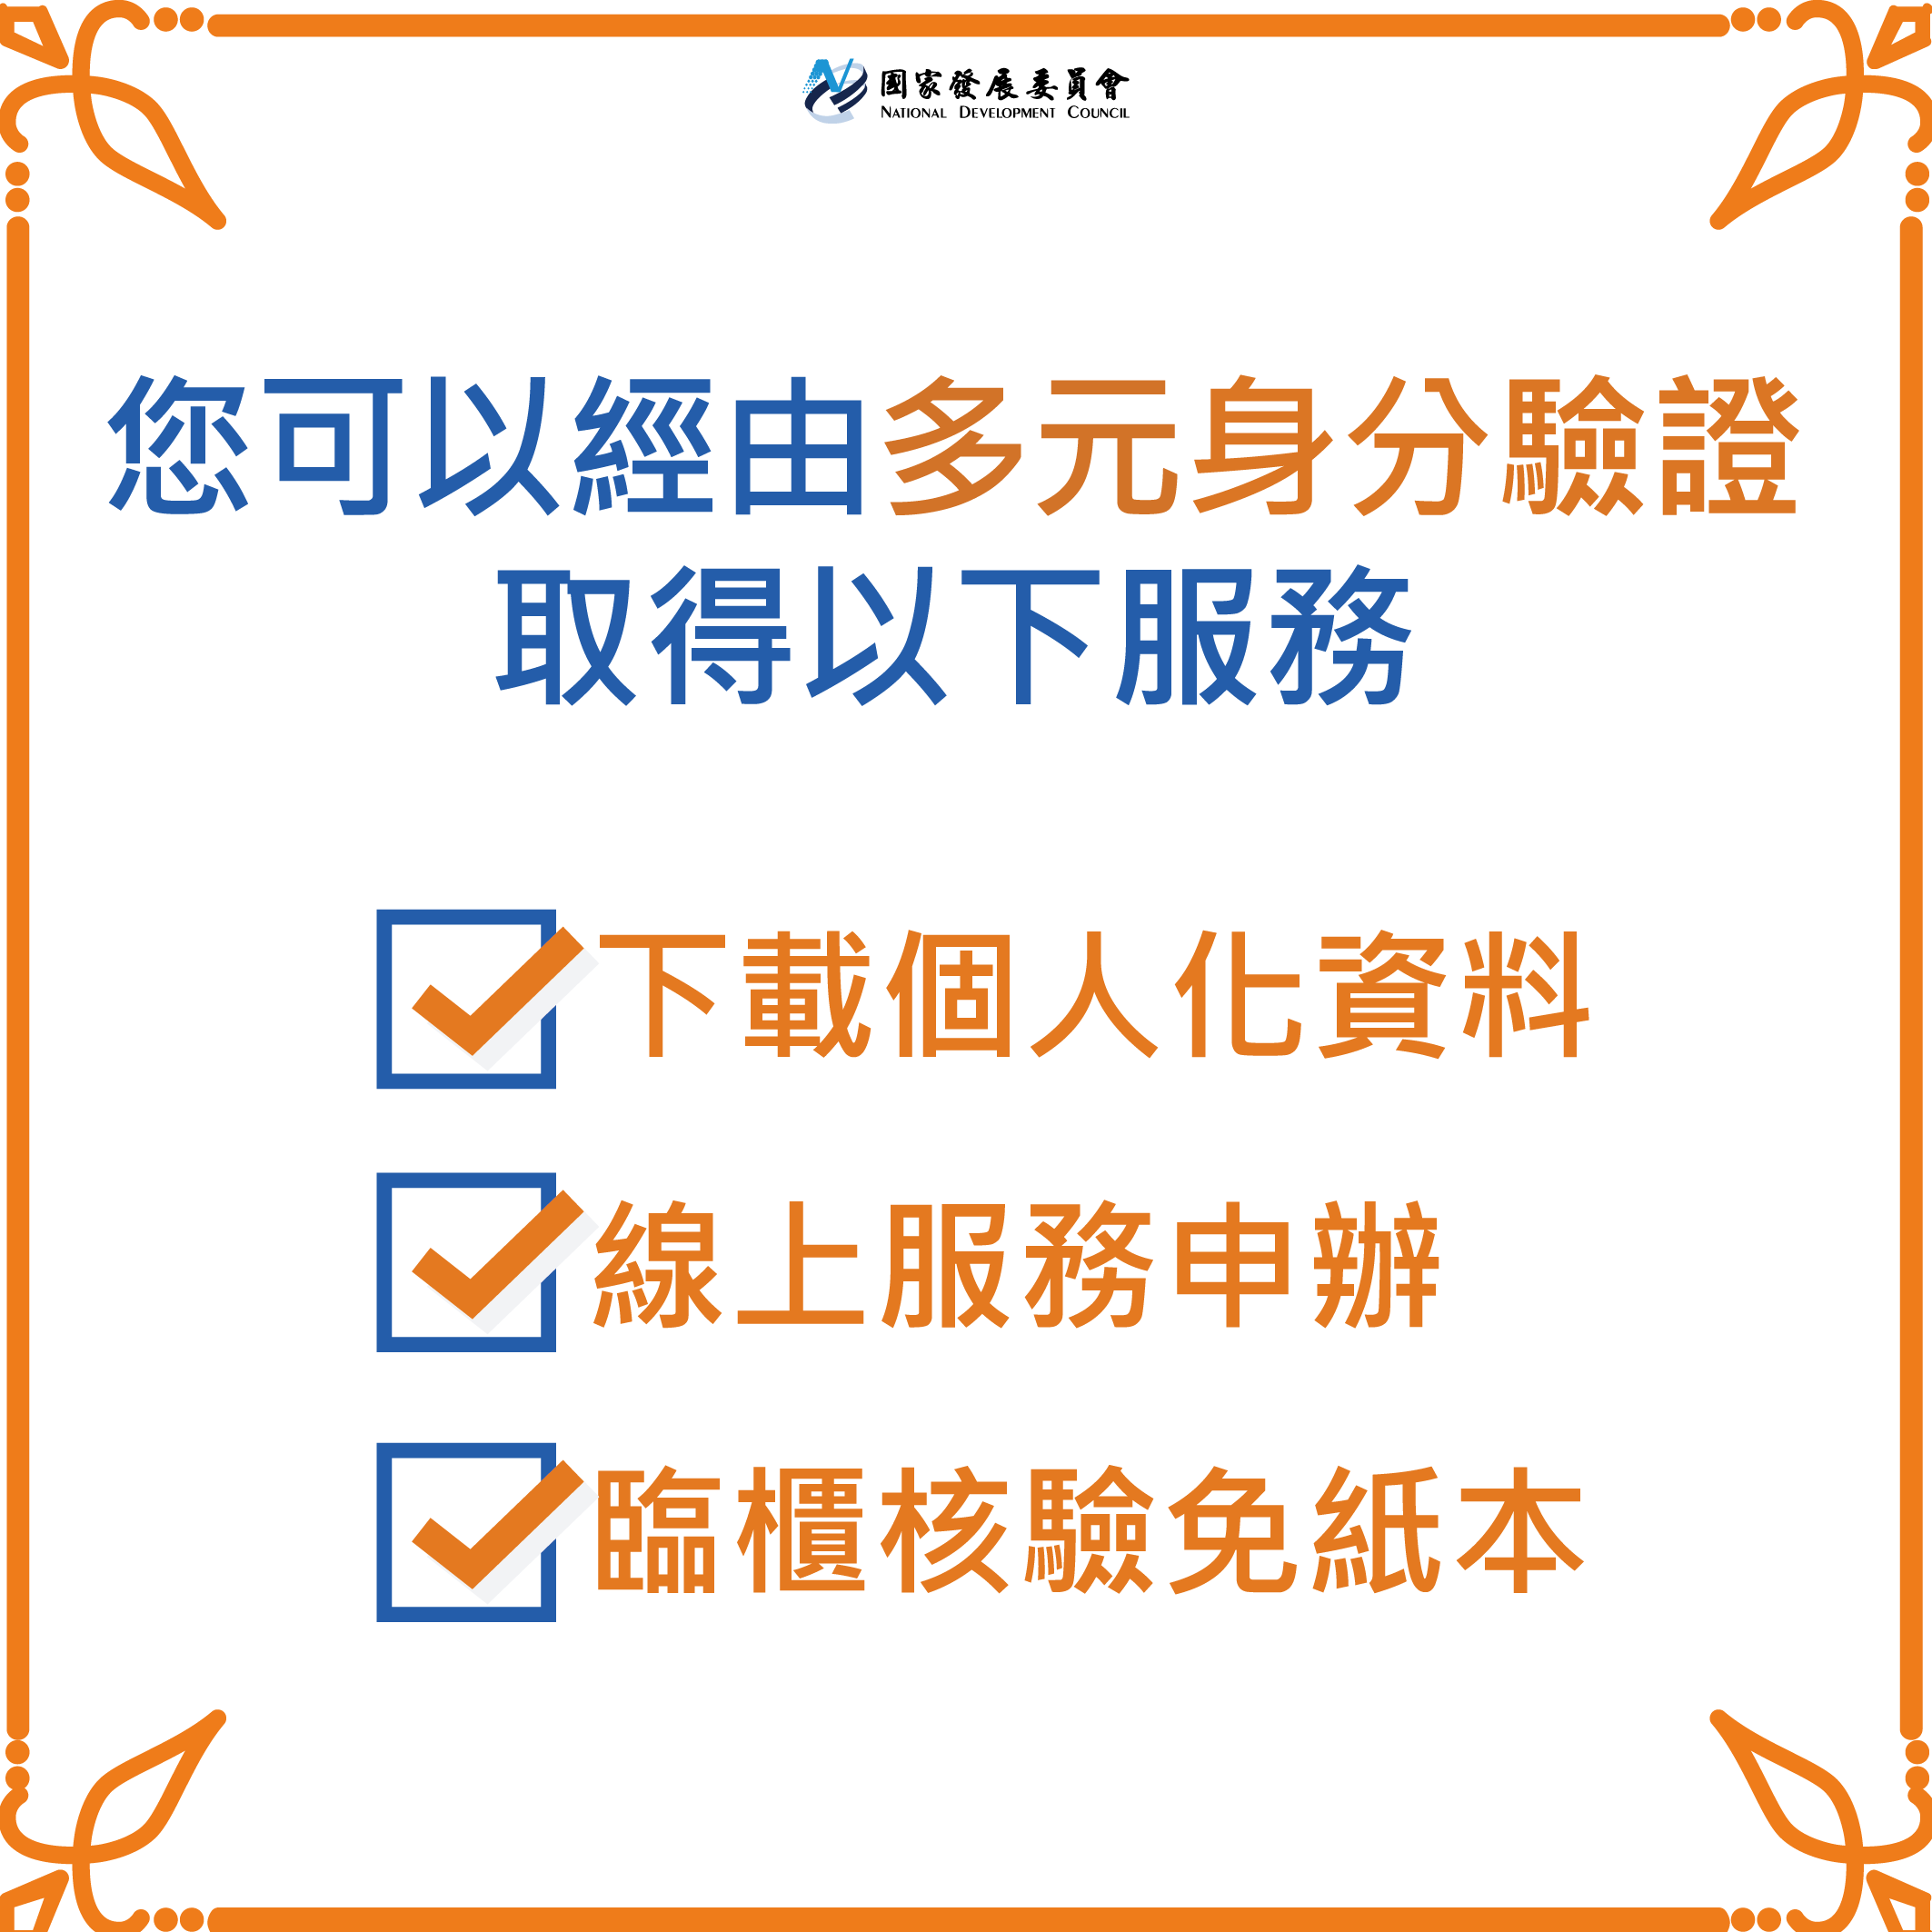 國家發展委員會
NATIONAL DEVELOPMENT COUNCIL
您可以經由多元身分驗證
取得以下服務
下載個人化資料
線上服務申辦
臨櫃核驗免紙本